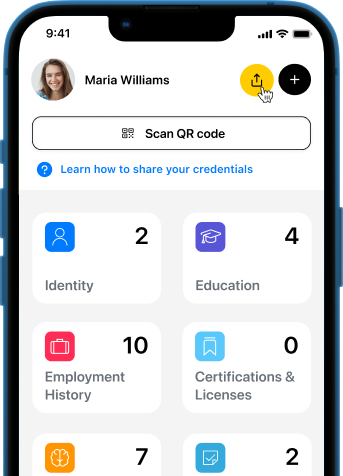 9:41
Maria Williams
Scan QR code
Learn how to share your credentials
2
4
Identity
Education
10
0
Employment
History
Certifications &
Licenses
7
2